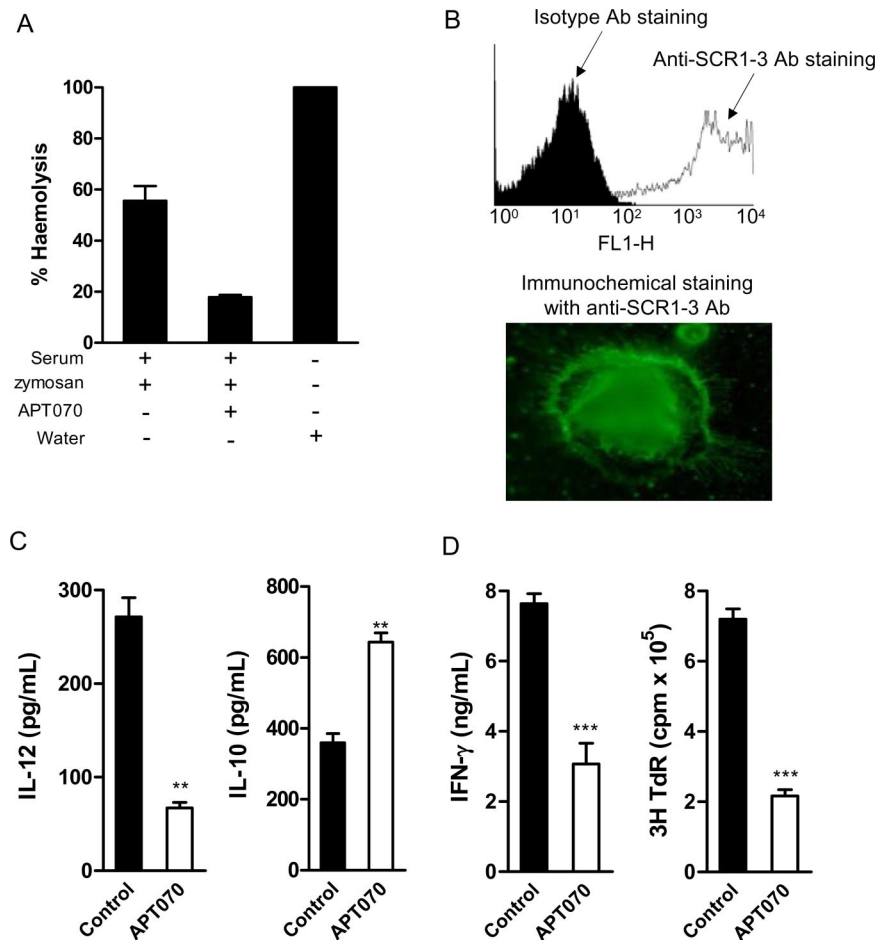 A
% Haemolysis
100
80
60
40
20
0
Serum + + -
zymosan + + -
APT070 - + -
Water - - +
B
Isotype Ab staining
Anti-SCR1-3 Ab staining
10⁰ 10¹ 10² 10³ 10⁴
FL1-H
Immunochemical staining
with anti-SCR1-3 Ab
C
IL-12 (pg/mL)
300
200
100
0
**
Control
APT070
IL-10 (pg/mL)
800
600
400
200
0
**
Control
APT070
D
IFN-γ (ng/mL)
8
6
4
2
0
***
Control
APT070
3H TdR (cpm x 10⁵)
8
6
4
2
0
***
Control
APT070